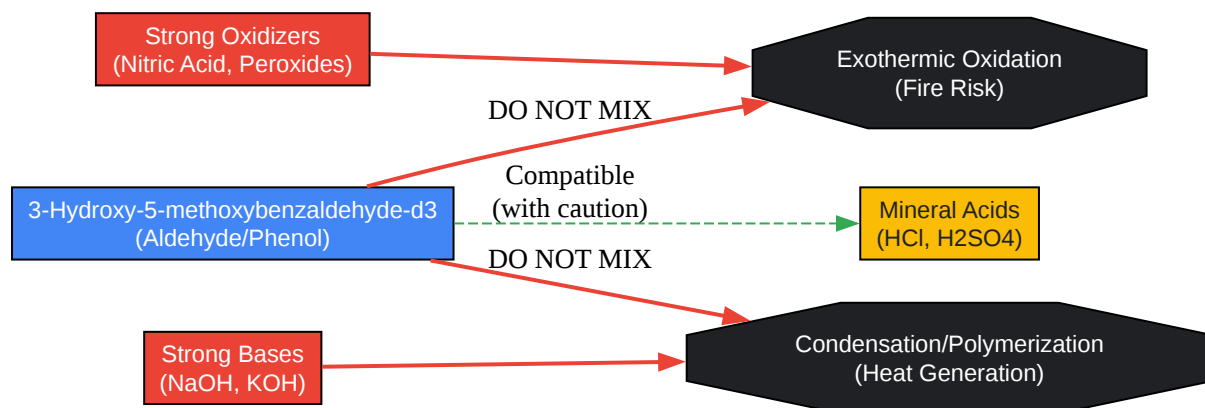 Strong Oxidizers
(Nitric Acid, Peroxides)
Exothermic Oxidation
(Fire Risk)
DO NOT MIX
3-Hydroxy-5-methoxybenzaldehyde-d3
(Aldehyde/Phenol)
Compatible
(with caution)
Mineral Acids
(HCl, H2SO4)
DO NOT MIX
Strong Bases
(NaOH, KOH)
Condensation/Polymerization
(Heat Generation)